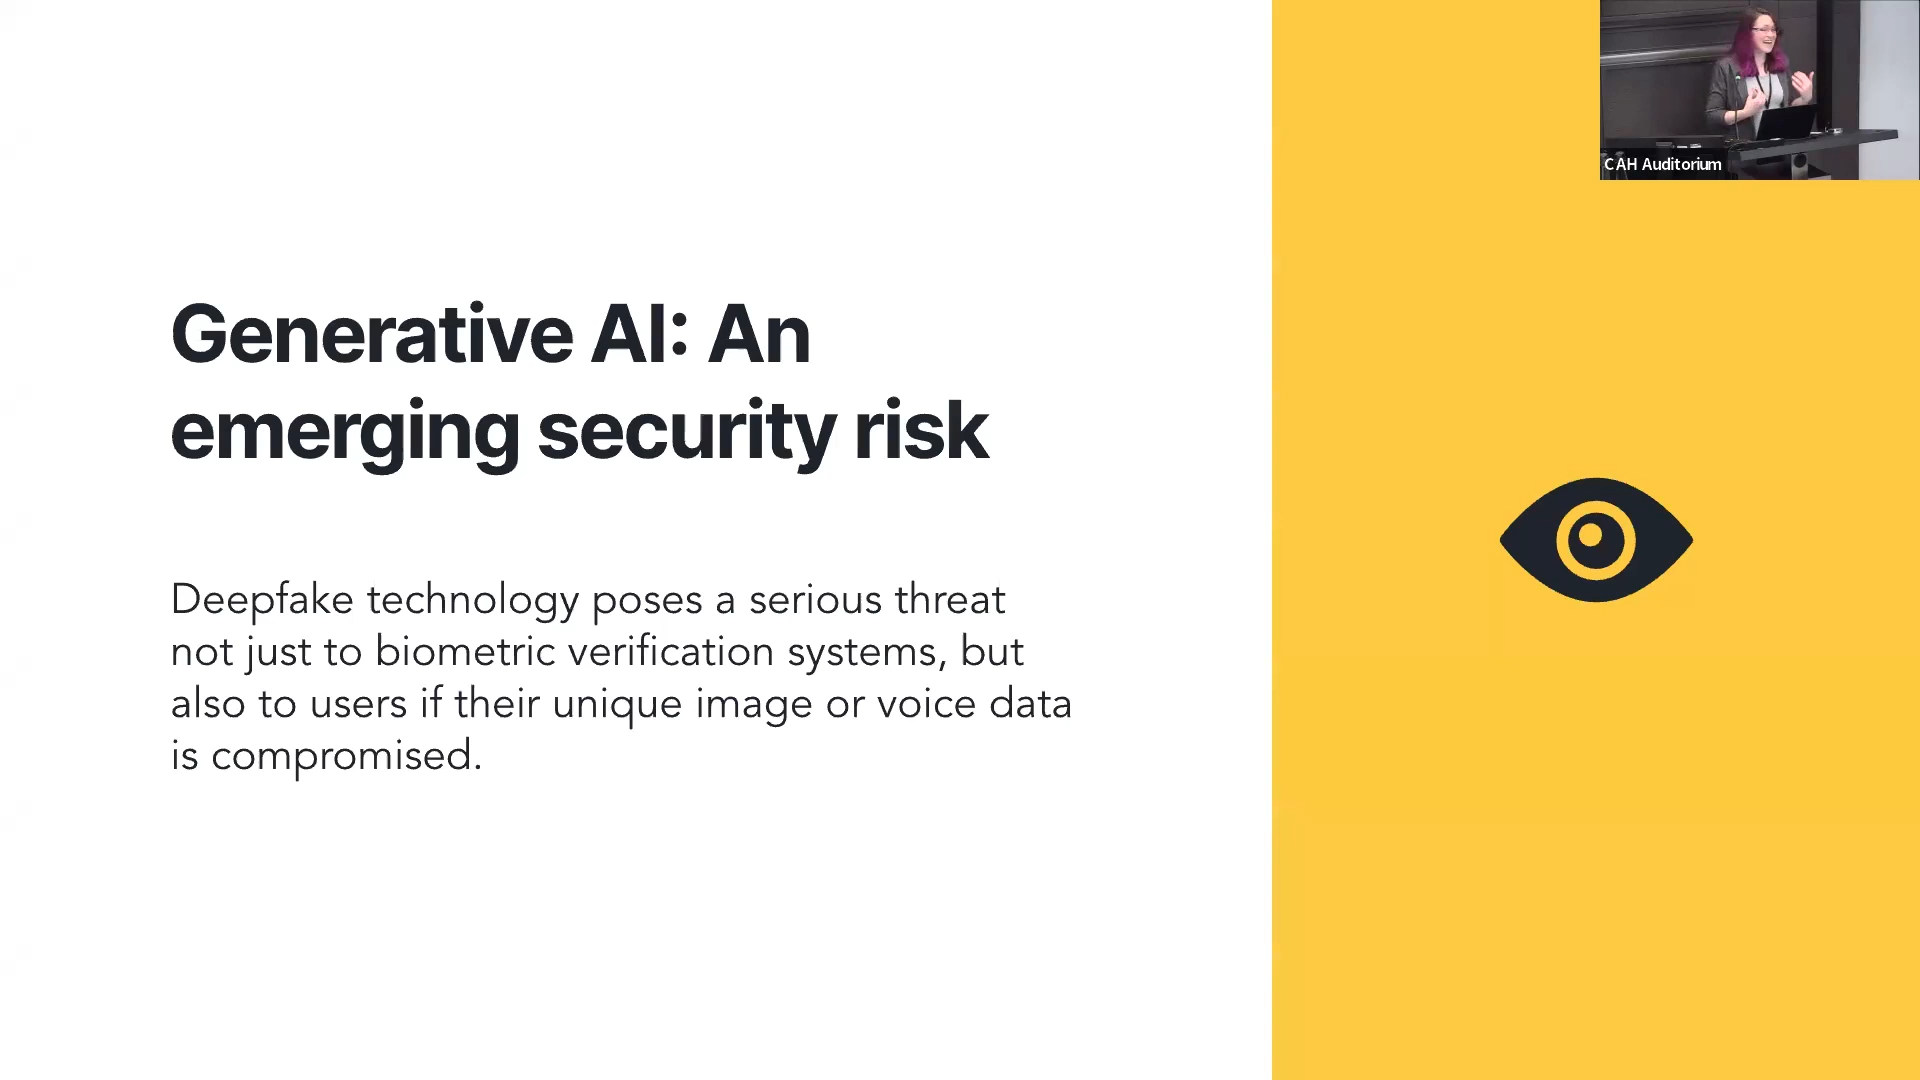 CAH Auditorium
Generative AI: An
emerging security risk
Deepfake technology poses a serious threat
not just to biometric verification systems, but
also to users if their unique image or voice data
is compromised.